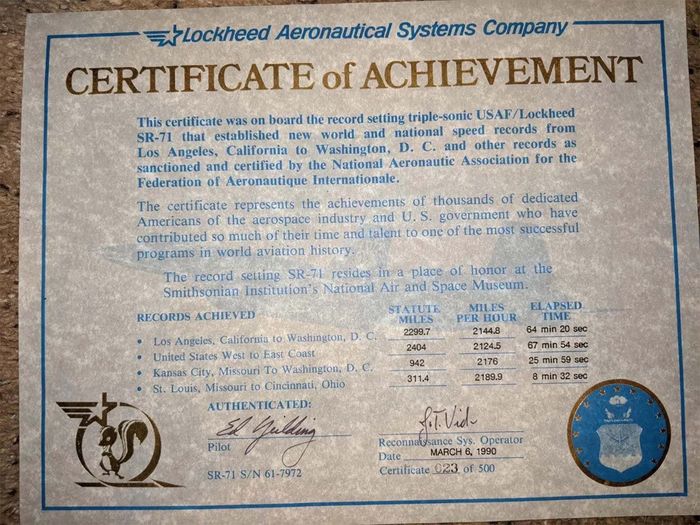 Lockheed Aeronautical Systems Company
CERTIFICATE of ACHIEVEMENT
This certificate was on board the record setting triple-sonic USAF/Lockheed
SR-71 that established new world and national speed records from
Los Angeles, California to Washington, D. C. and other records as
sanctioned and certified by the National Aeronautic Association for the
Federation of Aeronautique Internationale.
The certificate represents the achievements of thousands of dedicated
Americans of the aerospace industry and U. S. government who have
contributed so much of their time and talent to one of the most successful
programs in world aviation history.
The record setting SR-71 resides in a place of honor at the
Smithsonian Institution's National Air and Space Museum.
RECORDS ACHIEVED STATUTE MILES MILES PER HOUR ELAPSED TIME
• Los Angeles, California to Washington, D. C. 2299.7 2144.8 64 min 20 sec
• United States West to East Coast 2404 2124.5 67 min 54 sec
• Kansas City, Missouri To Washington, D. C. 942 2176 25 min 59 sec
• St. Louis, Missouri to Cincinnati, Ohio 311.4 2189.9 8 min 32 sec
AUTHENTICATED:
Ed Yeilding
Pilot
SR-71 S/N 61-7972
J.T. Vida
Reconnaissance Sys. Operator
Date MARCH 6, 1990
Certificate 023 of 500